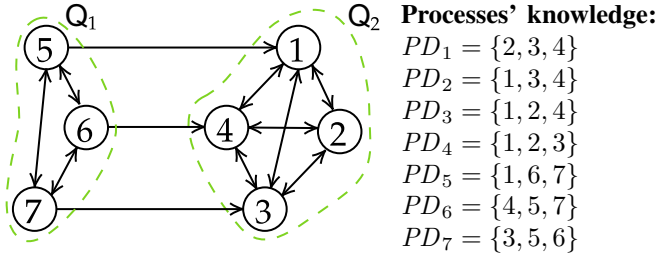 Q₁
Q₂
5
1
6
4
2
7
3
Processes’ knowledge:
PD₁ = {2, 3, 4}
PD₂ = {1, 3, 4}
PD₃ = {1, 2, 4}
PD₄ = {1, 2, 3}
PD₅ = {1, 6, 7}
PD₆ = {4, 5, 7}
PD₇ = {3, 5, 6}